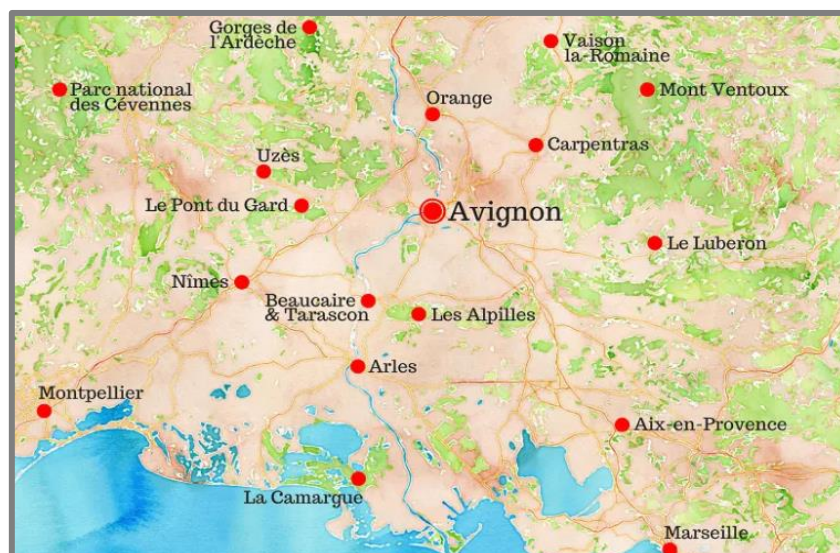 Gorges de
l'Ardèche
Vaison
la-Romaine
Parc national
des Cévennes
Mont Ventoux
Orange
Carpentras
Uzès
Le Pont du Gard
Avignon
Le Luberon
Nîmes
Beaucaire
& Tarascon
Les Alpilles
Arles
Montpellier
Aix-en-Provence
La Camargue
Marseille